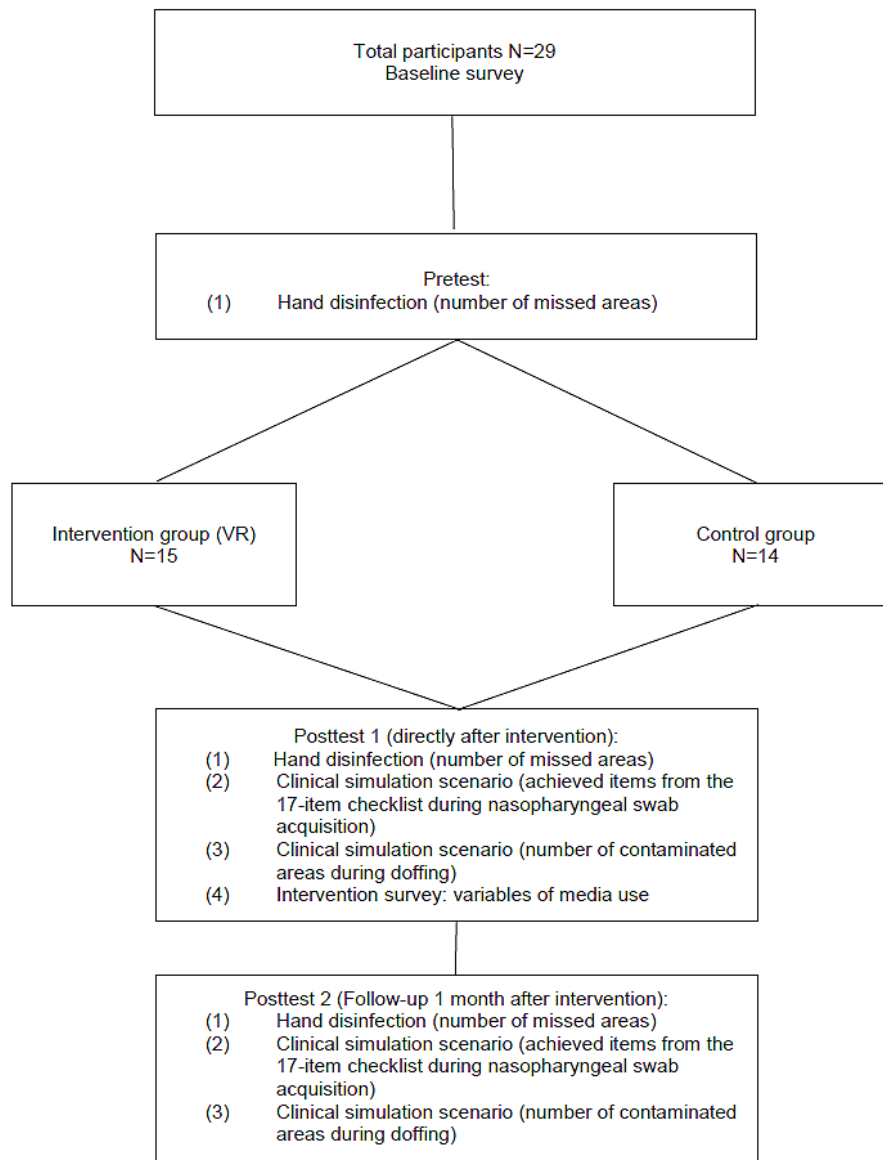 Total participants N=29
Baseline survey
Pretest:
(1) Hand disinfection (number of missed areas)
Intervention group (VR)
N=15
Control group
N=14
Posttest 1 (directly after intervention):
(1) Hand disinfection (number of missed areas)
(2) Clinical simulation scenario (achieved items from the
17-item checklist during nasopharyngeal swab
acquisition)
(3) Clinical simulation scenario (number of contaminated
areas during doffing)
(4) Intervention survey: variables of media use
Posttest 2 (Follow-up 1 month after intervention):
(1) Hand disinfection (number of missed areas)
(2) Clinical simulation scenario (achieved items from the
17-item checklist during nasopharyngeal swab
acquisition)
(3) Clinical simulation scenario (number of contaminated
areas during doffing)